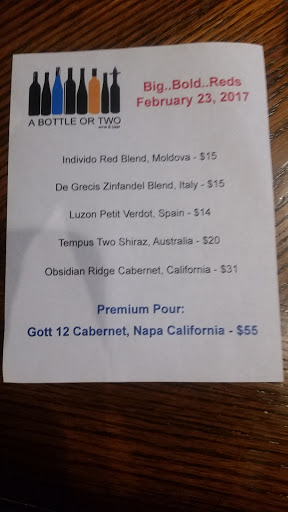 Big..Bold..Reds
February 23, 2017
A BOTTLE OR TWO
wine & beer
Individo Red Blend, Moldova - $15
De Grecis Zinfandel Blend, Italy - $15
Luzon Petit Verdot, Spain - $14
Tempus Two Shiraz, Australia - $20
Obsidian Ridge Cabernet, California - $31
Premium Pour:
Gott 12 Cabernet, Napa California - $55